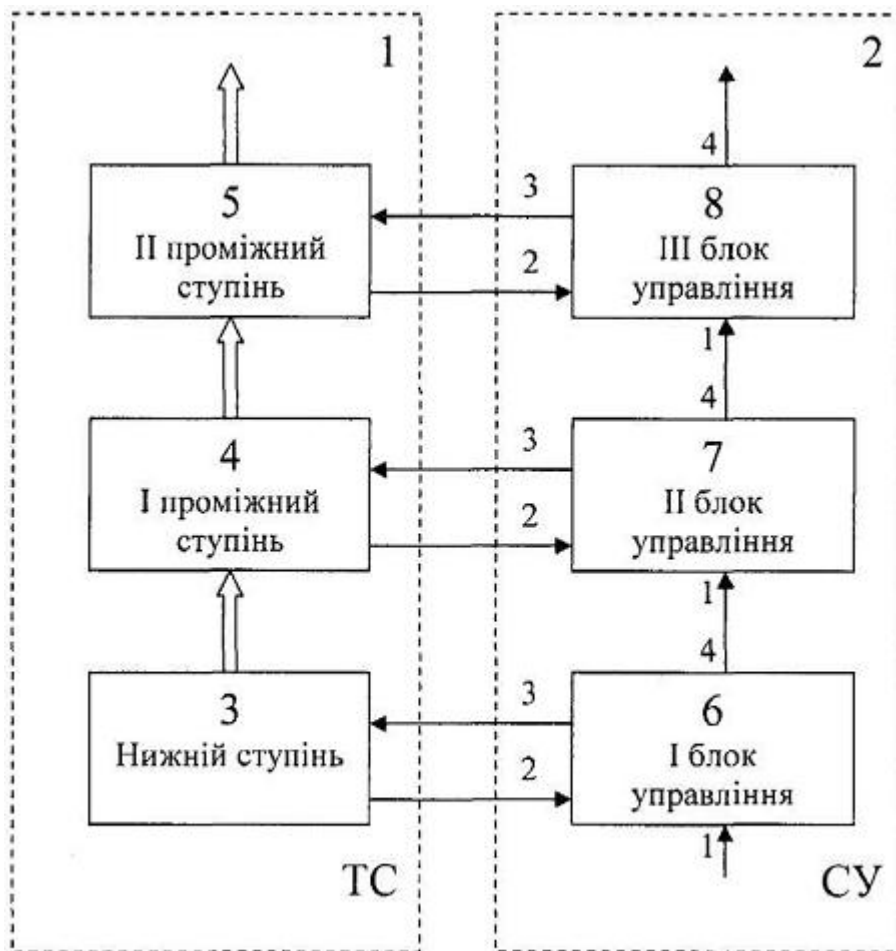 1
2
4
5
II проміжний
ступінь
3
2
8
III блок
управління
1
4
4
I проміжний
ступінь
3
2
7
II блок
управління
1
4
3
Нижній ступінь
3
2
6
I блок
управління
1
ТС
СУ